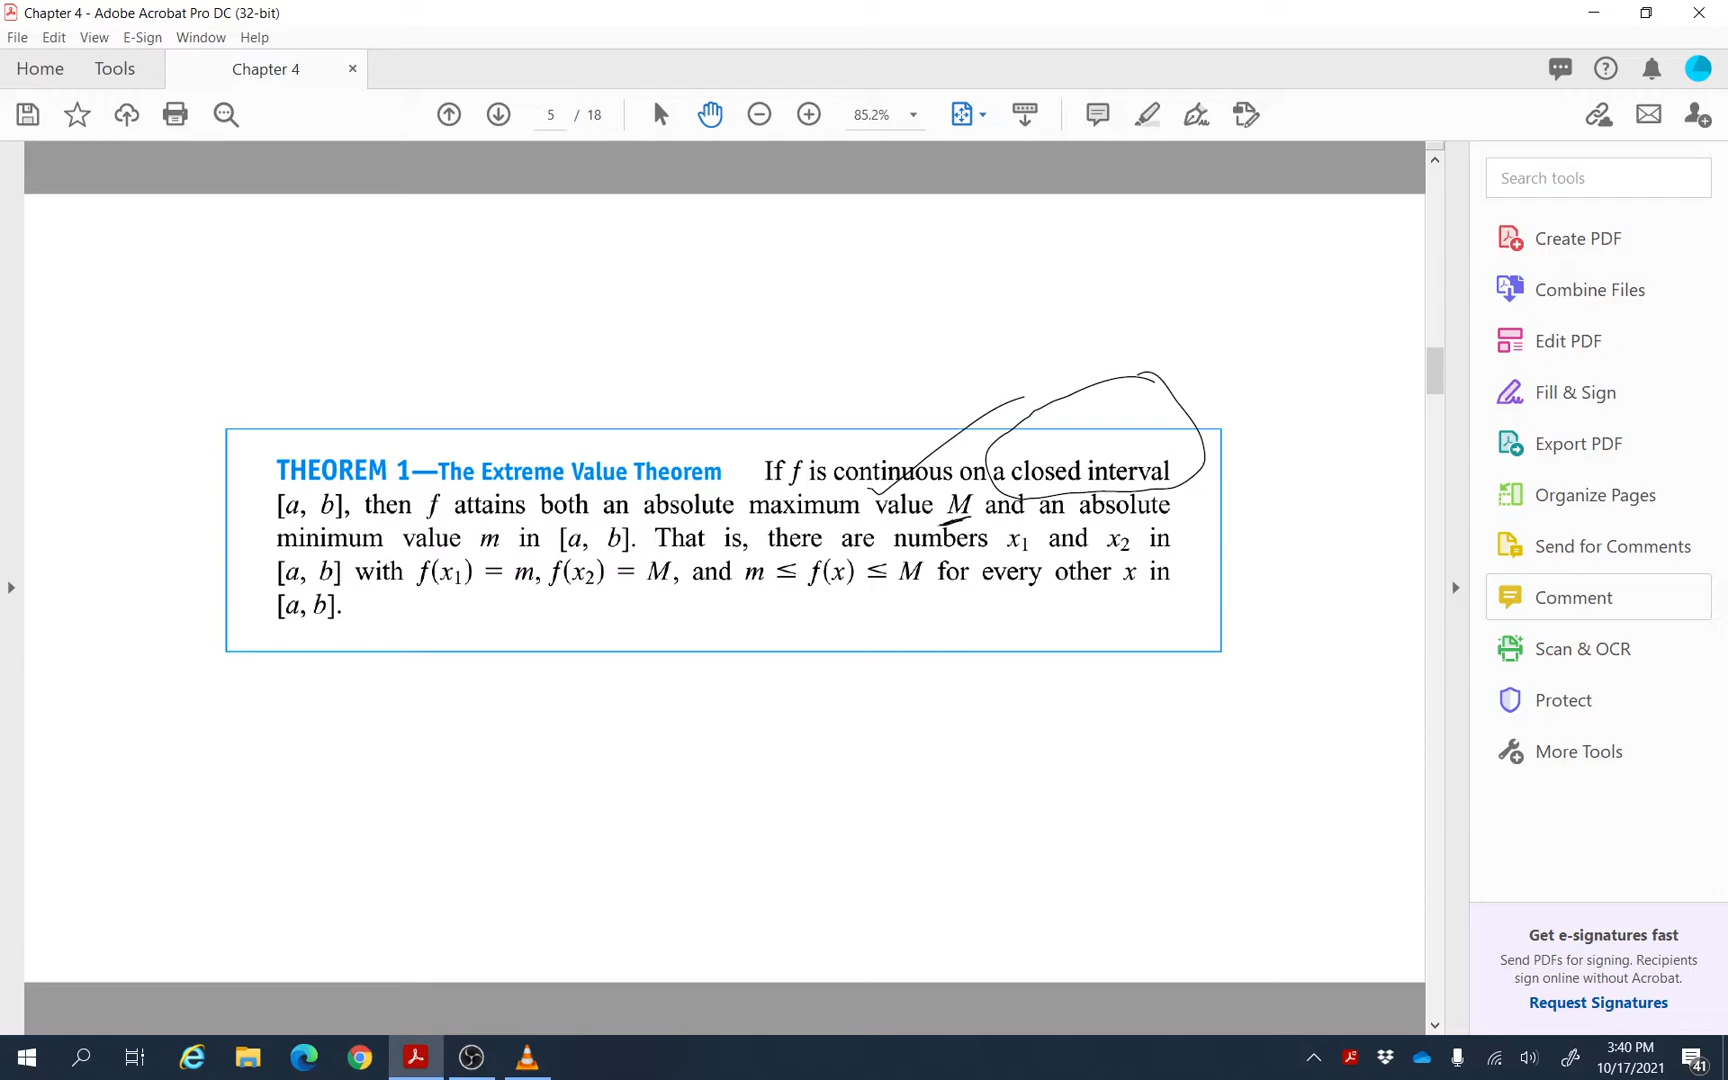 Chapter 4 - Adobe Acrobat Pro DC (32-bit)
File Edit View E-Sign Window Help
Home Tools Chapter 4
5 / 18 85.2%
Search tools
Create PDF
Combine Files
Edit PDF
Fill & Sign
Export PDF
Organize Pages
Send for Comments
Comment
Scan & OCR
Protect
More Tools
THEOREM 1—The Extreme Value Theorem If f is continuous on a closed interval
[a, b], then f attains both an absolute maximum value M and an absolute
minimum value m in [a, b]. That is, there are numbers x₁ and x₂ in
[a, b] with f(x₁) = m, f(x₂) = M, and m ≤ f(x) ≤ M for every other x in
[a, b].
Get e-signatures fast
Send PDFs for signing. Recipients
sign online without Acrobat.
Request Signatures
3:40 PM
10/17/2021
41